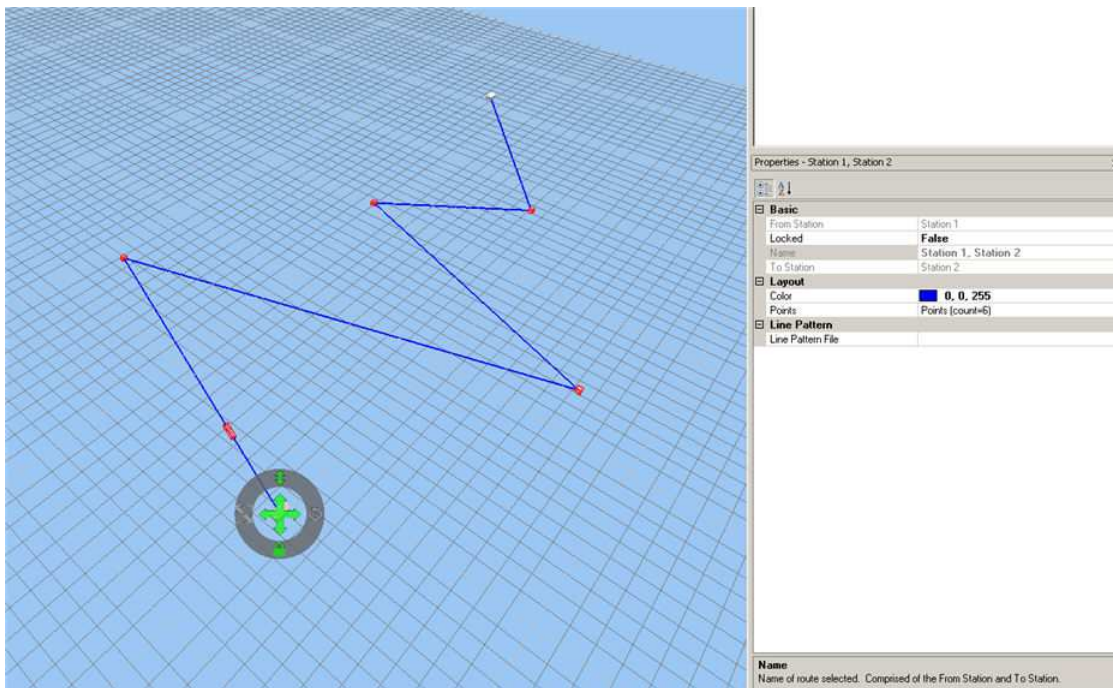 Properties - Station 1, Station 2
Basic
From Station Station 1
Locked False
Name Station 1, Station 2
To Station Station 2
Layout
Color 0, 0, 255
Points Points (count=6)
Line Pattern
Line Pattern File
Name
Name of route selected. Comprised of the From Station and To Station.